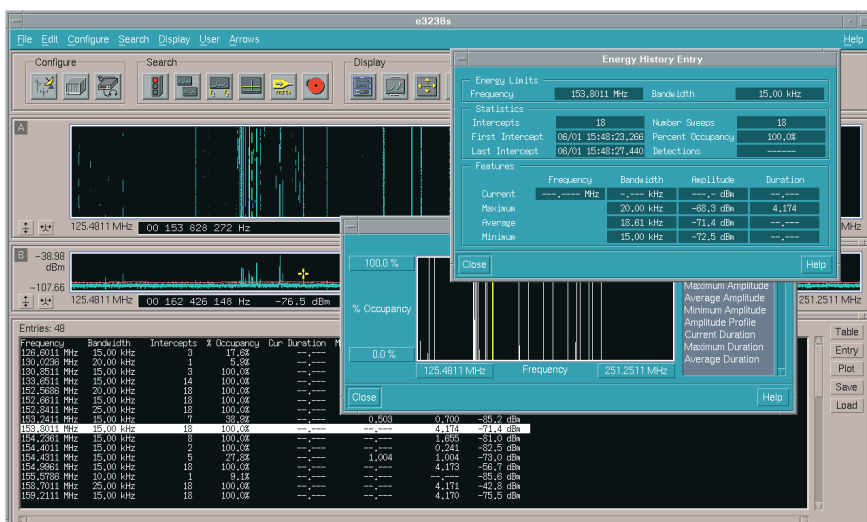 e3238s
File Edit Configure Search Display User Arrows Help
Configure Search Display
Energy History Entry
Energy Limits
Frequency 153.8011 MHz Bandwidth 15.00 kHz
Statistics
Intercepts 18 Number Sweeps 18
First Intercept 06/01 15:48:23.266 Percent Occupancy 100.0%
Last Intercept 06/01 15:48:27.440 Detections ------
Features
Frequency Bandwidth Amplitude Duration
Current ---.---- MHz -.--- kHz ---.- dBm --.---
Maximum 20.00 kHz -68.3 dBm 4.174
Average 18.61 kHz -71.4 dBm --.---
Minimum 15.00 kHz -72.5 dBm --.---
Close Help
A
125.4811 MHz 00 153 828 272 Hz MHz
B -38.98
dBm
-107.66
125.4811 MHz 00 162 426 148 Hz -76.5 dBm 251.2511 MHz
100.0 %
% Occupancy
0.0 %
125.4811 MHz Frequency 251.2511 MHz
Maximum Amplitude
Average Amplitude
Minimum Amplitude
Amplitude Profile
Current Duration
Maximum Duration
Average Duration
Close Help
Entries: 48
Frequency Bandwidth Intercepts % Occupancy Cur Duration M
126.6011 MHz 15.00 kHz 3 17.6% --.---
130.0236 MHz 20.00 kHz 1 5.9% --.---
130.8511 MHz 15.00 kHz 3 100.0% --.---
133.6511 MHz 15.00 kHz 14 100.0% --.---
152.5686 MHz 20.00 kHz 18 100.0% --.---
152.6611 MHz 15.00 kHz 18 100.0% --.---
152.8411 MHz 25.00 kHz 18 100.0% --.---
153.2411 MHz 15.00 kHz 7 38.9% --.--- 0.503 0.700 -85.2 dBm
153.8011 MHz 15.00 kHz 18 100.0% --.--- --.--- 4.174 -71.4 dBm
154.2361 MHz 15.00 kHz 8 100.0% --.--- --.--- 1.655 -81.0 dBm
154.4011 MHz 15.00 kHz 2 100.0% --.--- --.--- 0.241 -82.5 dBm
154.4311 MHz 15.00 kHz 5 27.8% --.--- 1.004 1.004 -73.0 dBm
154.9961 MHz 15.00 kHz 18 100.0% --.--- --.--- 4.173 -56.7 dBm
155.5786 MHz 10.00 kHz 1 9.1% --.--- --.--- --.--- -85.6 dBm
158.7011 MHz 25.00 kHz 18 100.0% --.--- --.--- 4.171 -42.8 dBm
159.2111 MHz 15.00 kHz 18 100.0% --.--- --.--- 4.170 -75.5 dBm
Table
Entry
Plot
Save
Load